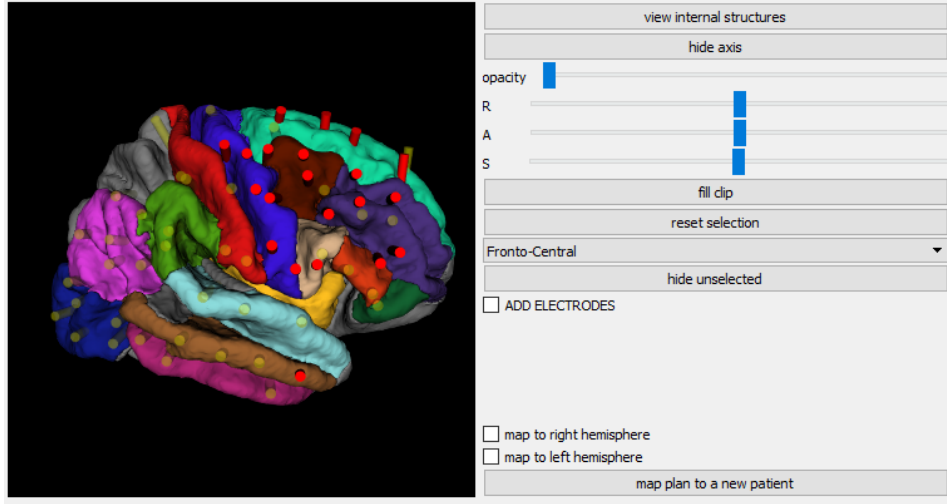 view internal structures
hide axis
opacity
R
A
S
fill clip
reset selection
Fronto-Central
hide unselected
ADD ELECTRODES
map to right hemisphere
map to left hemisphere
map plan to a new patient